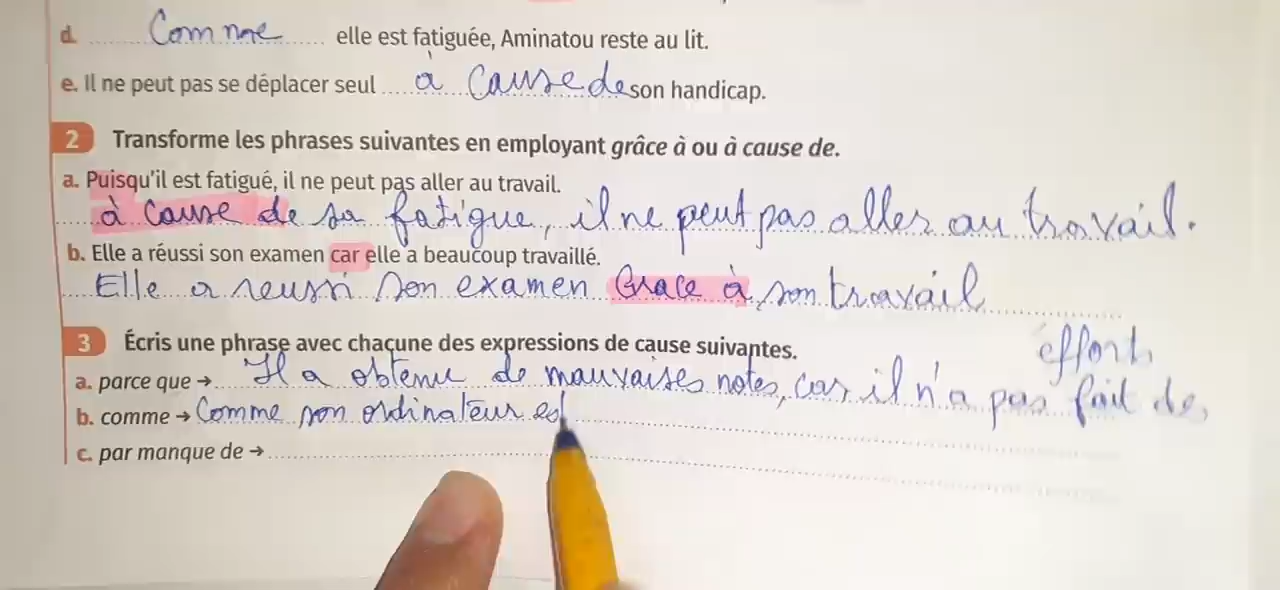 d. Comme elle est fatiguée, Aminatou reste au lit.
e. Il ne peut pas se déplacer seul à cause de son handicap.
2 Transforme les phrases suivantes en employant grâce à ou à cause de.
a. Puisqu'il est fatigué, il ne peut pas aller au travail.
à cause de sa fatigue, il ne peut pas aller au travail.
b. Elle a réussi son examen car elle a beaucoup travaillé.
Elle a reussi son examen Grace à son travail
3 Écris une phrase avec chacune des expressions de cause suivantes.
efforts
a. parce que → Il a obtenu de mauvaises notes, car il n'a pas fait de
b. comme → Comme son ordinateur est
c. par manque de →